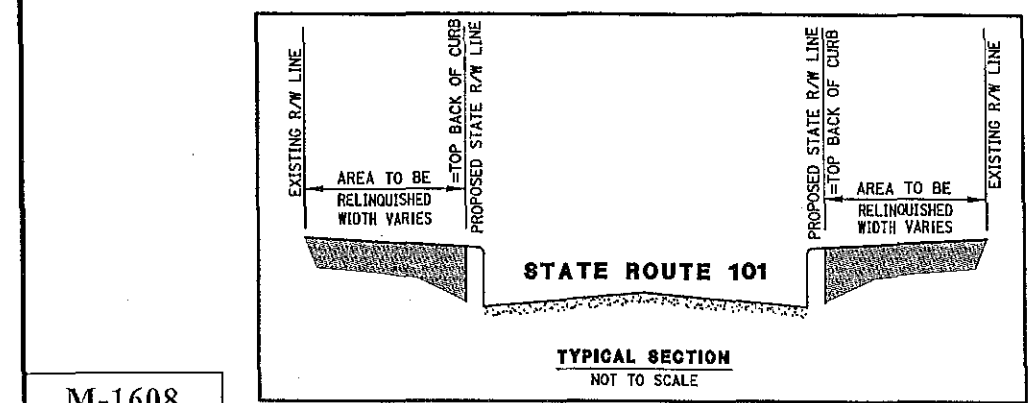 EXISTING R/W LINE
AREA TO BE
RELINQUISHED
WIDTH VARIES
=TOP BACK OF CURB
PROPOSED STATE R/W LINE
PROPOSED STATE R/W LINE
=TOP BACK OF CURB
AREA TO BE
RELINQUISHED
WIDTH VARIES
EXISTING R/W LINE
STATE ROUTE 101
TYPICAL SECTION
NOT TO SCALE
M-1608